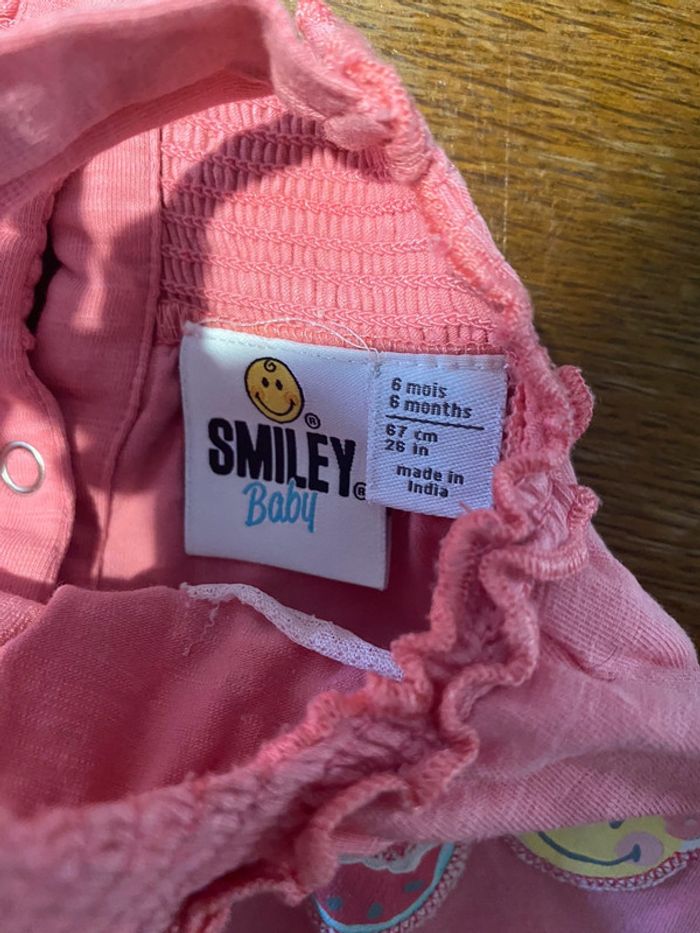 SMILEY®
Baby
6 mois
6 months
67 cm
26 in
made in
India